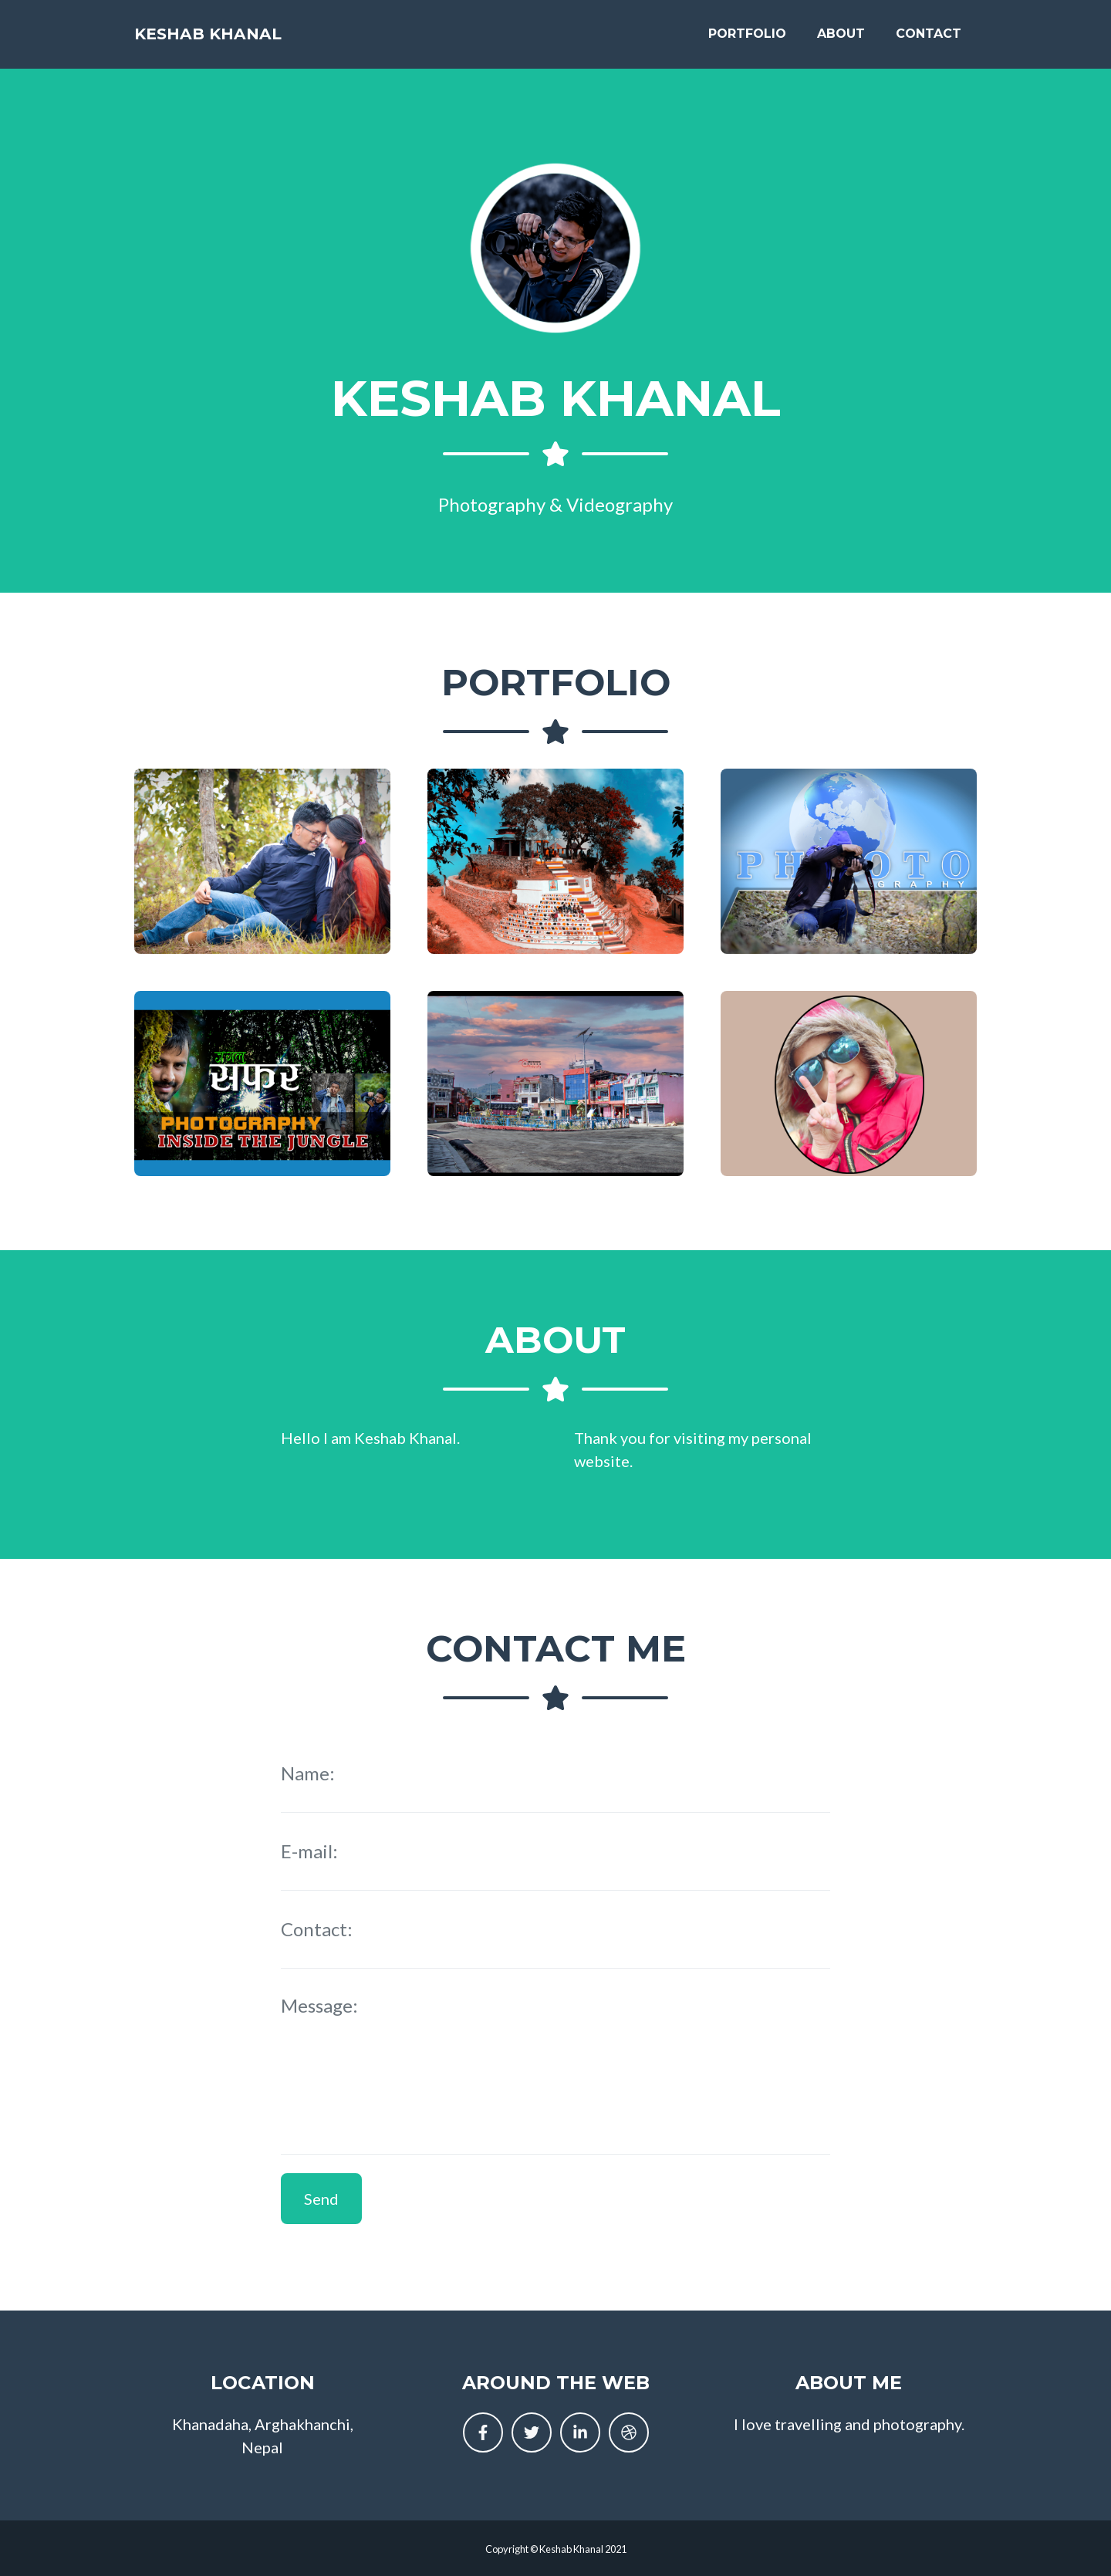 KESHAB KHANAL
PORTFOLIO ABOUT CONTACT
KESHAB KHANAL
Photography & Videography
PORTFOLIO
PHOTO
GRAPHY
जंगल
सफर
PHOTOGRAPHY
INSIDE THE JUNGLE
ABOUT
Hello I am Keshab Khanal.
Thank you for visiting my personal
website.
CONTACT ME
Name:
E-mail:
Contact:
Message:
Send
LOCATION
Khanadaha, Arghakhanchi,
Nepal
AROUND THE WEB
ABOUT ME
I love travelling and photography.
Copyright © Keshab Khanal 2021